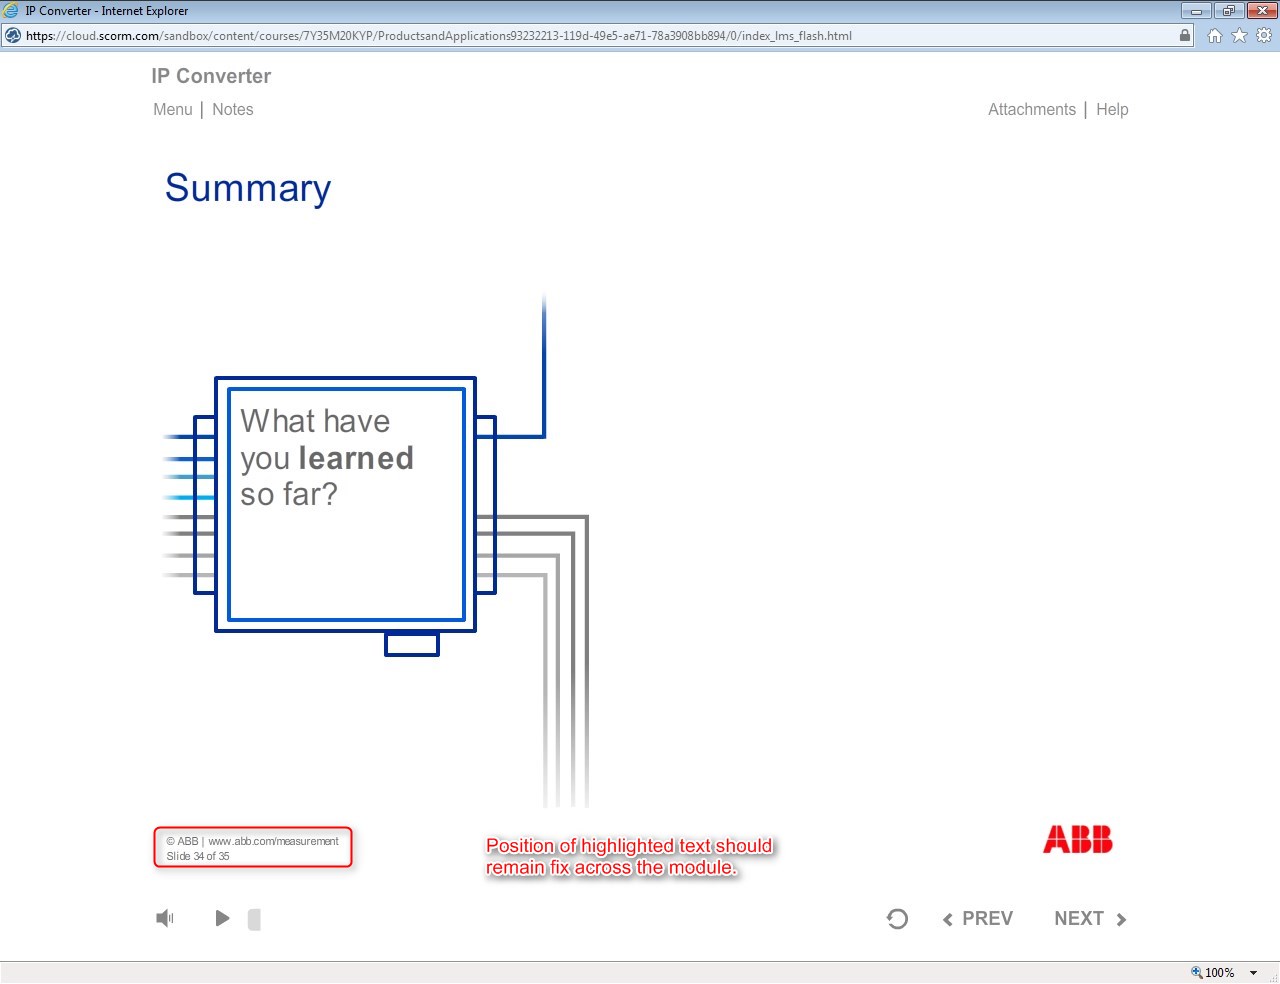 IP Converter - Internet Explorer
https://cloud.scorm.com/sandbox/content/courses/7Y35M20KYP/ProductsandApplications93232213-119d-49e5-ae71-78a3908bb894/0/index_lms_flash.html
IP Converter
Menu | Notes
Attachments | Help
Summary
What have
you learned
so far?
© ABB | www.abb.com/measurement
Slide 34 of 35
Position of highlighted text should
remain fix across the module.
ABB
PREV
NEXT
100%